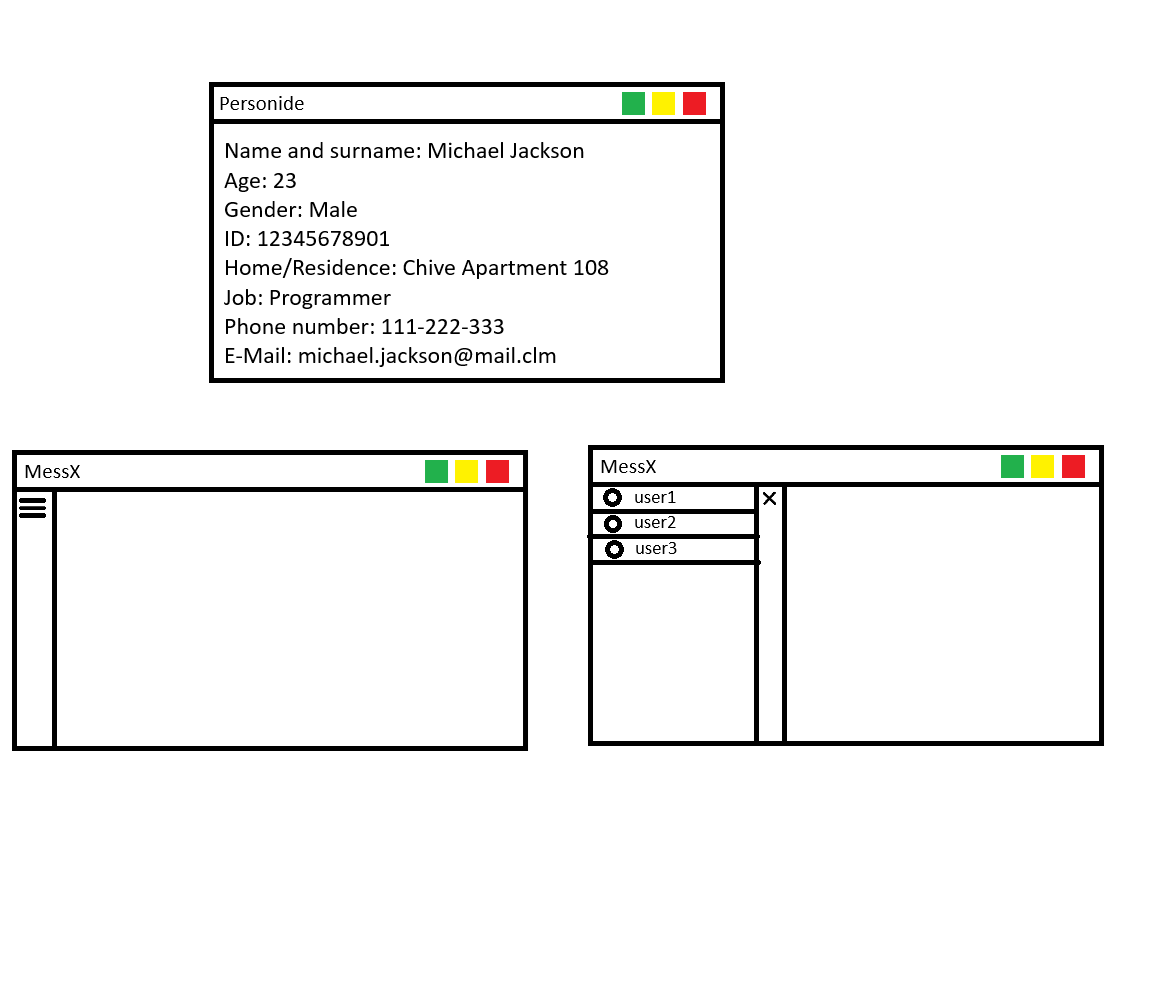 Personide
Name and surname: Michael Jackson
Age: 23
Gender: Male
ID: 12345678901
Home/Residence: Chive Apartment 108
Job: Programmer
Phone number: 111-222-333
E-Mail: michael.jackson@mail.clm
MessX
MessX
user1
user2
user3